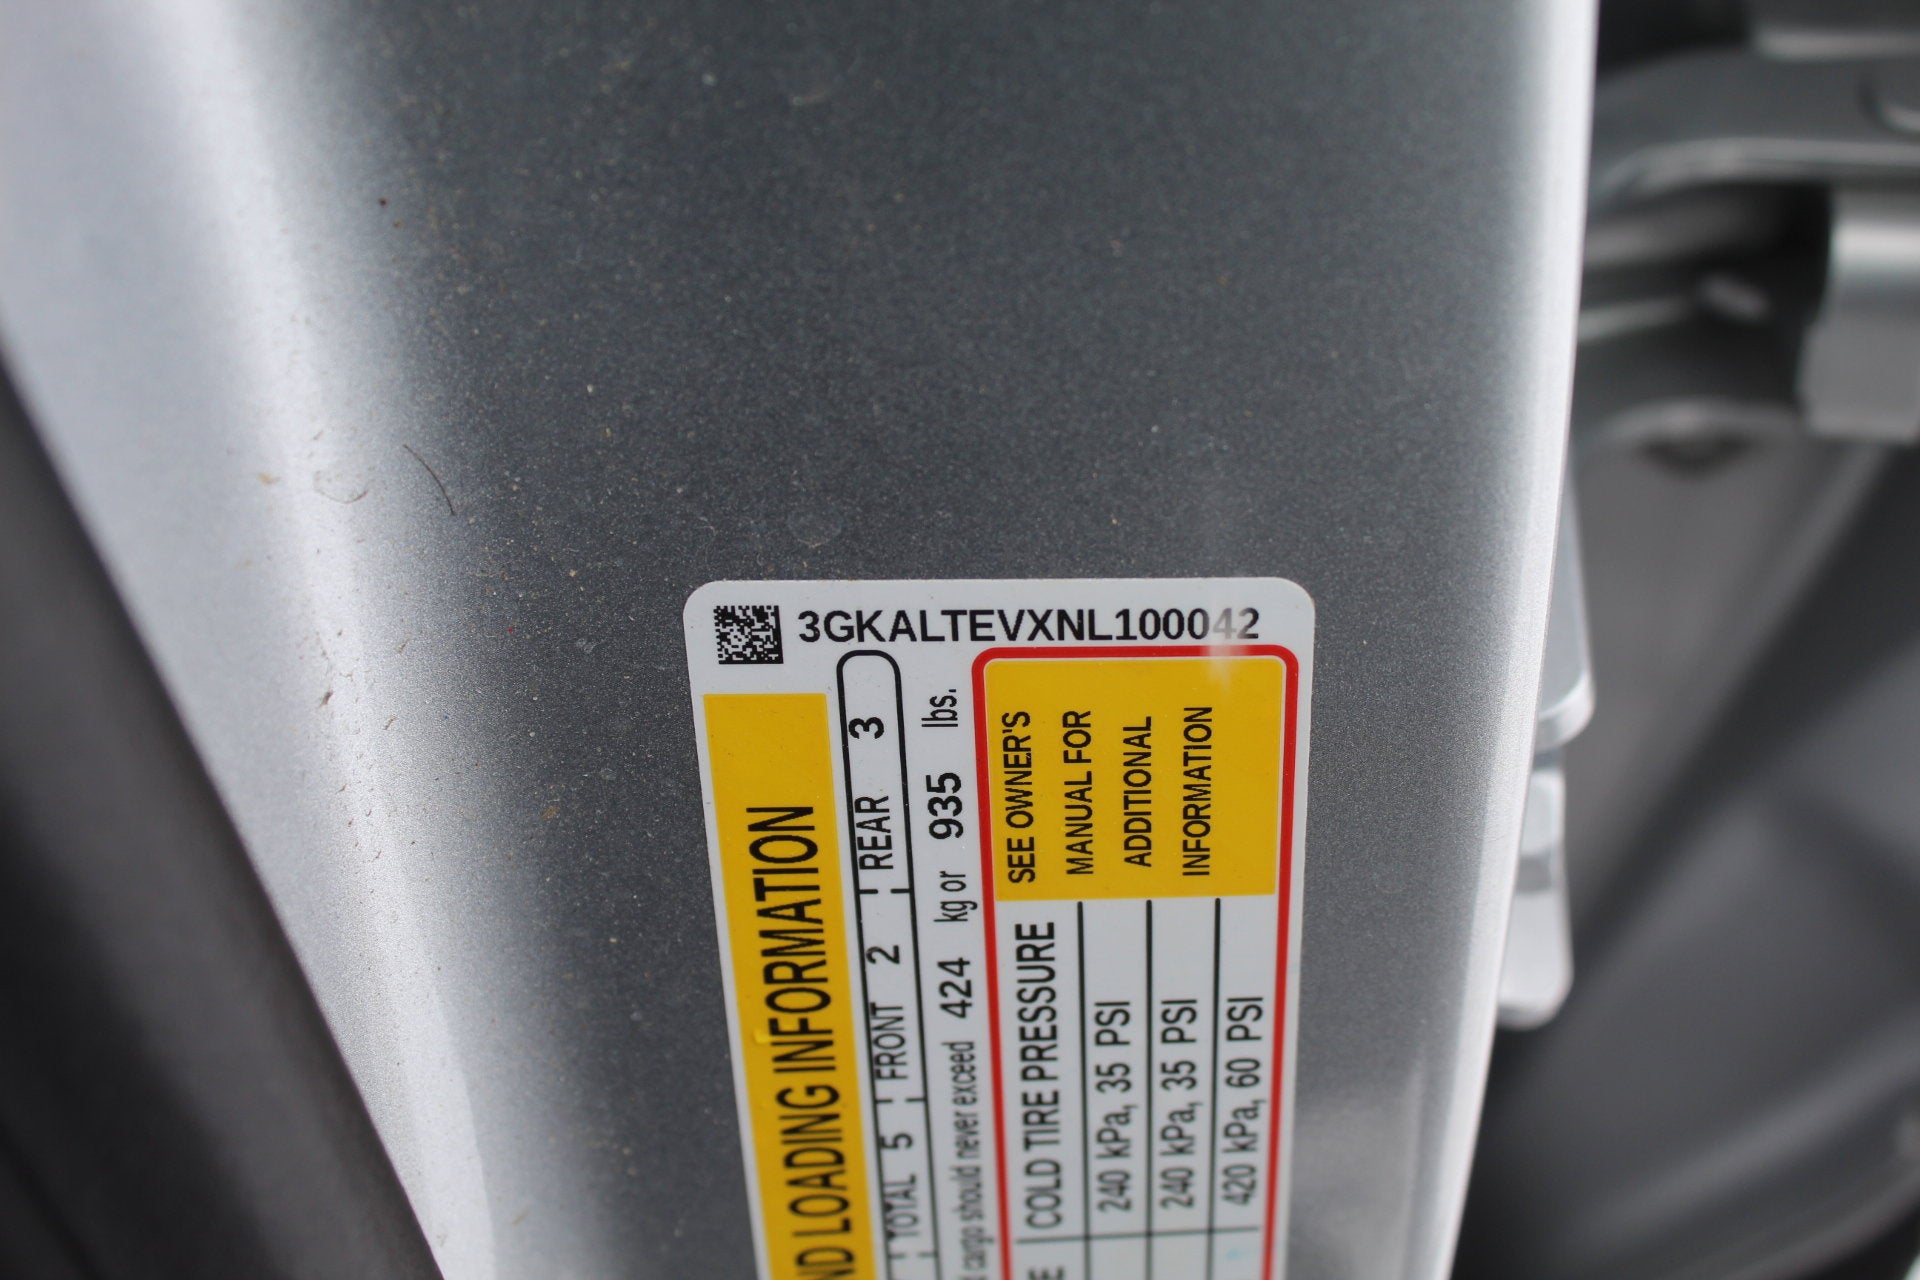 3GKALTEVXNL100042
LOADING INFORMATION
TOTAL 5 FRONT 2 REAR 3
cargo should never exceed 424 kg or 935 lbs.
COLD TIRE PRESSURE
240 kPa, 35 PSI
240 kPa, 35 PSI
420 kPa, 60 PSI
SEE OWNER'S
MANUAL FOR
ADDITIONAL
INFORMATION